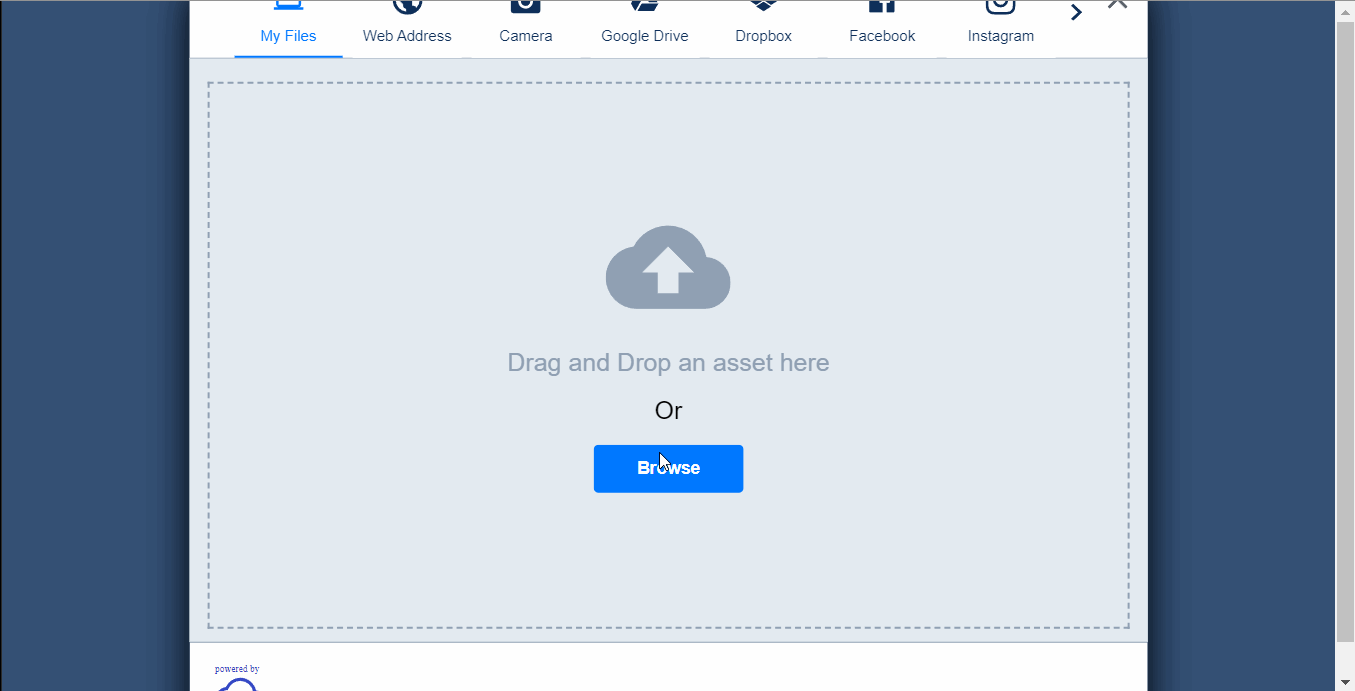 My Files Web Address Camera Google Drive Dropbox Facebook Instagram
Drag and Drop an asset here
Or
Browse
powered by